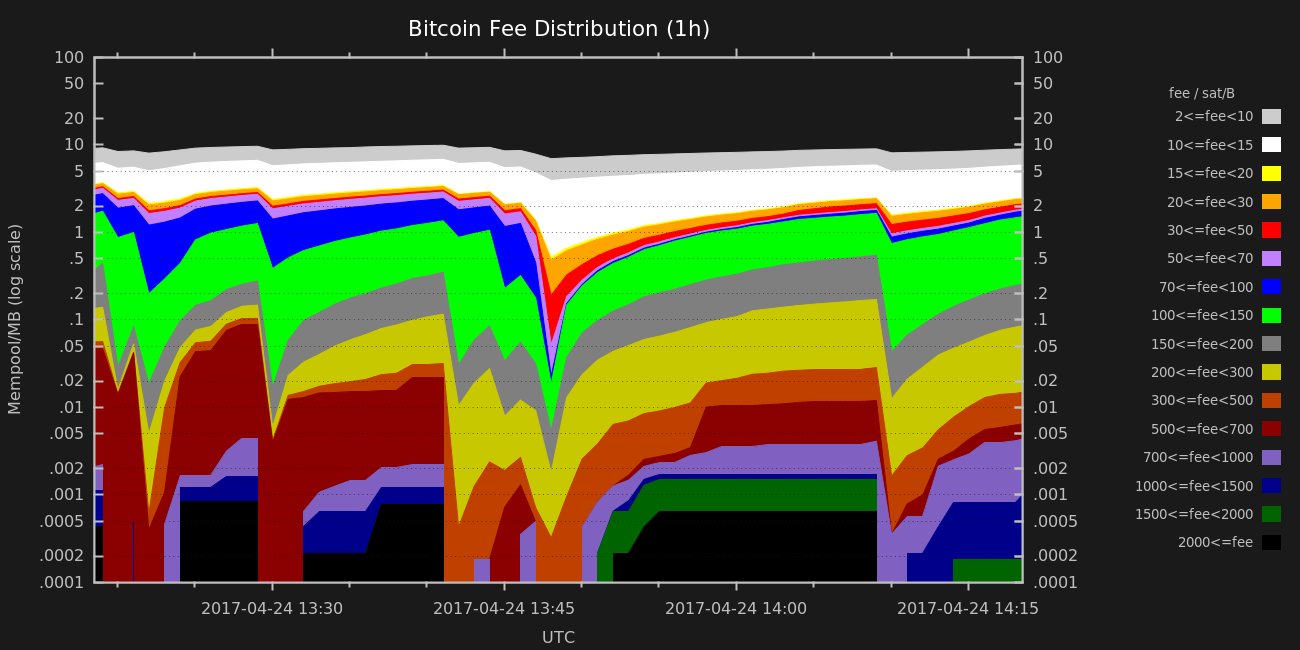 Bitcoin Fee Distribution (1h)
Mempool/MB (log scale)
100
50
20
10
5
2
1
.5
.2
.1
.05
.02
.01
.005
.002
.001
.0005
.0002
.0001
100
50
20
10
5
2
1
.5
.2
.1
.05
.02
.01
.005
.002
.001
.0005
.0002
.0001
2017-04-24 13:30
2017-04-24 13:45
2017-04-24 14:00
2017-04-24 14:15
UTC
fee / sat/B
2<=fee<10
10<=fee<15
15<=fee<20
20<=fee<30
30<=fee<50
50<=fee<70
70<=fee<100
100<=fee<150
150<=fee<200
200<=fee<300
300<=fee<500
500<=fee<700
700<=fee<1000
1000<=fee<1500
1500<=fee<2000
2000<=fee